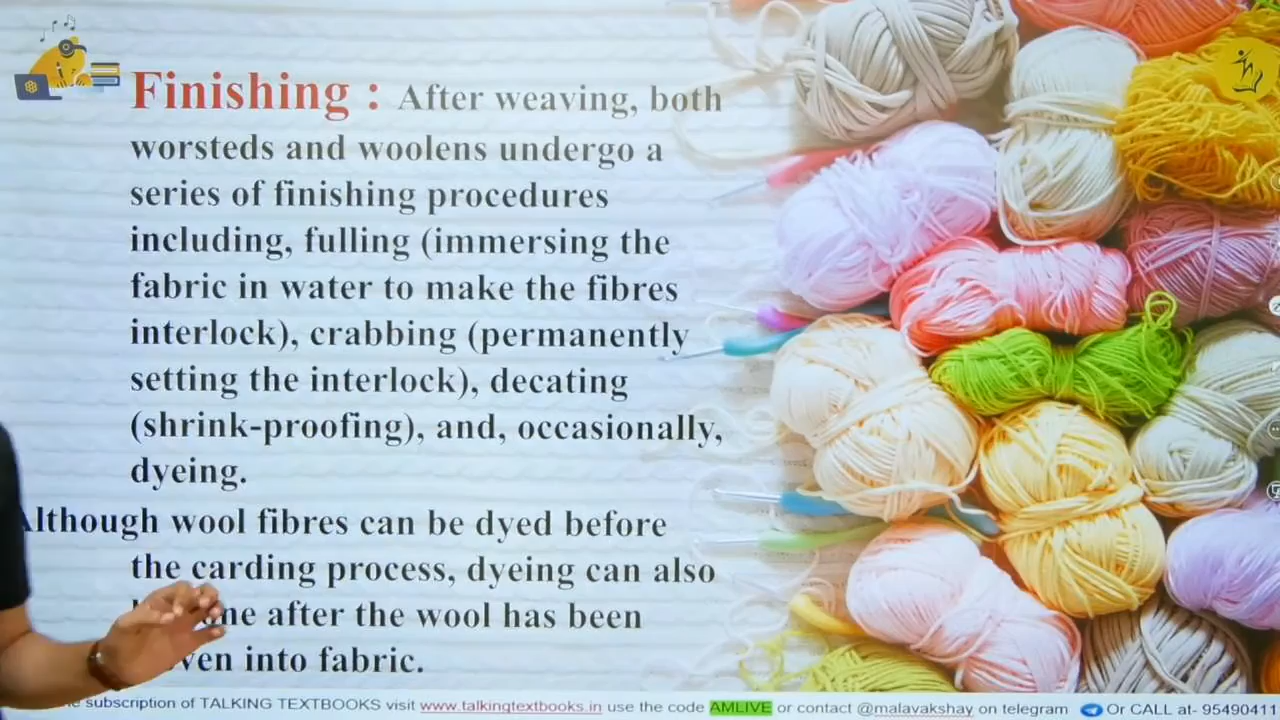 Finishing : After weaving, both
worsteds and woolens undergo a
series of finishing procedures
including, fulling (immersing the
fabric in water to make the fibres
interlock), crabbing (permanently
setting the interlock), decating
(shrink-proofing), and, occasionally,
dyeing.
Although wool fibres can be dyed before
the carding process, dyeing can also
after the wool has been
into fabric.
subscription of TALKING TEXTBOOKS visit www.talkingtextbooks.in use the code AMLIVE or contact @malavakshay on telegram Or CALL at- 95490411